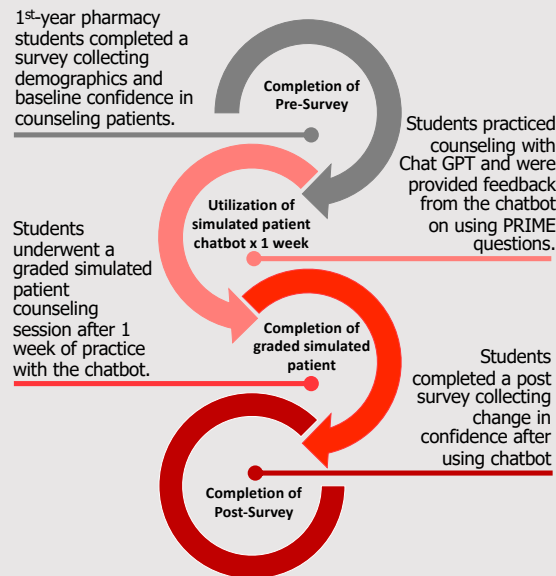 1st-year pharmacy
students completed a
survey collecting
demographics and
baseline confidence in
counseling patients.
Completion of
Pre-Survey
Students practiced
counseling with
Chat GPT and were
provided feedback
from the chatbot
on using PRIME
questions.
Utilization of
simulated patient
chatbot x 1 week
Students
underwent a
graded simulated
patient
counseling
session after 1
week of practice
with the chatbot.
Completion of
graded simulated
patient
Students
completed a post
survey collecting
change in
confidence after
using chatbot
Completion of
Post-Survey